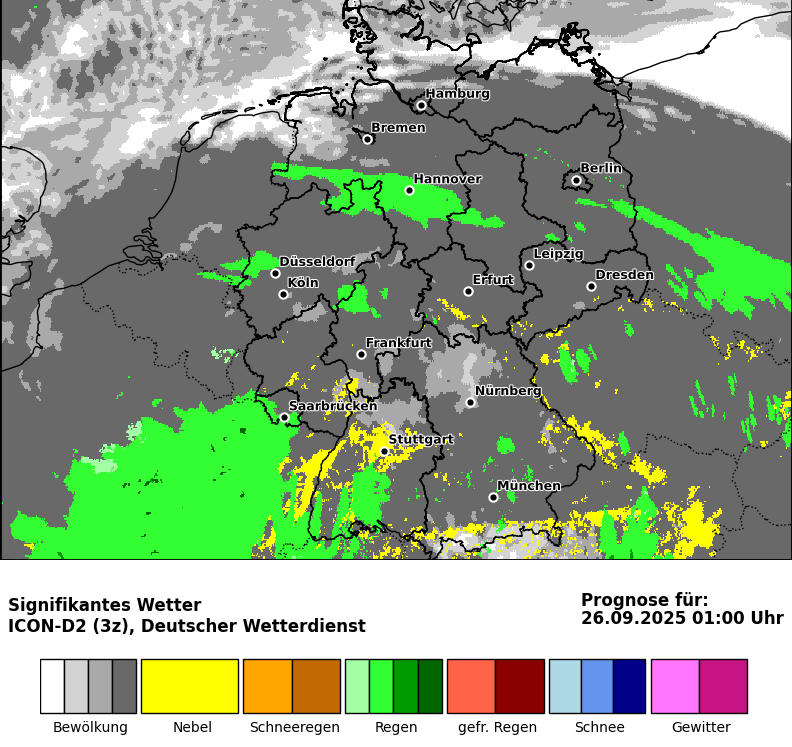 Hamburg
Bremen
Hannover
Berlin
Düsseldorf
Köln
Leipzig
Erfurt
Dresden
Frankfurt
Nürnberg
Saarbrücken
Stuttgart
München
Signifikantes Wetter
ICON-D2 (3z), Deutscher Wetterdienst
Prognose für:
26.09.2025 01:00 Uhr
Bewölkung
Nebel
Schneeregen
Regen
gefr. Regen
Schnee
Gewitter